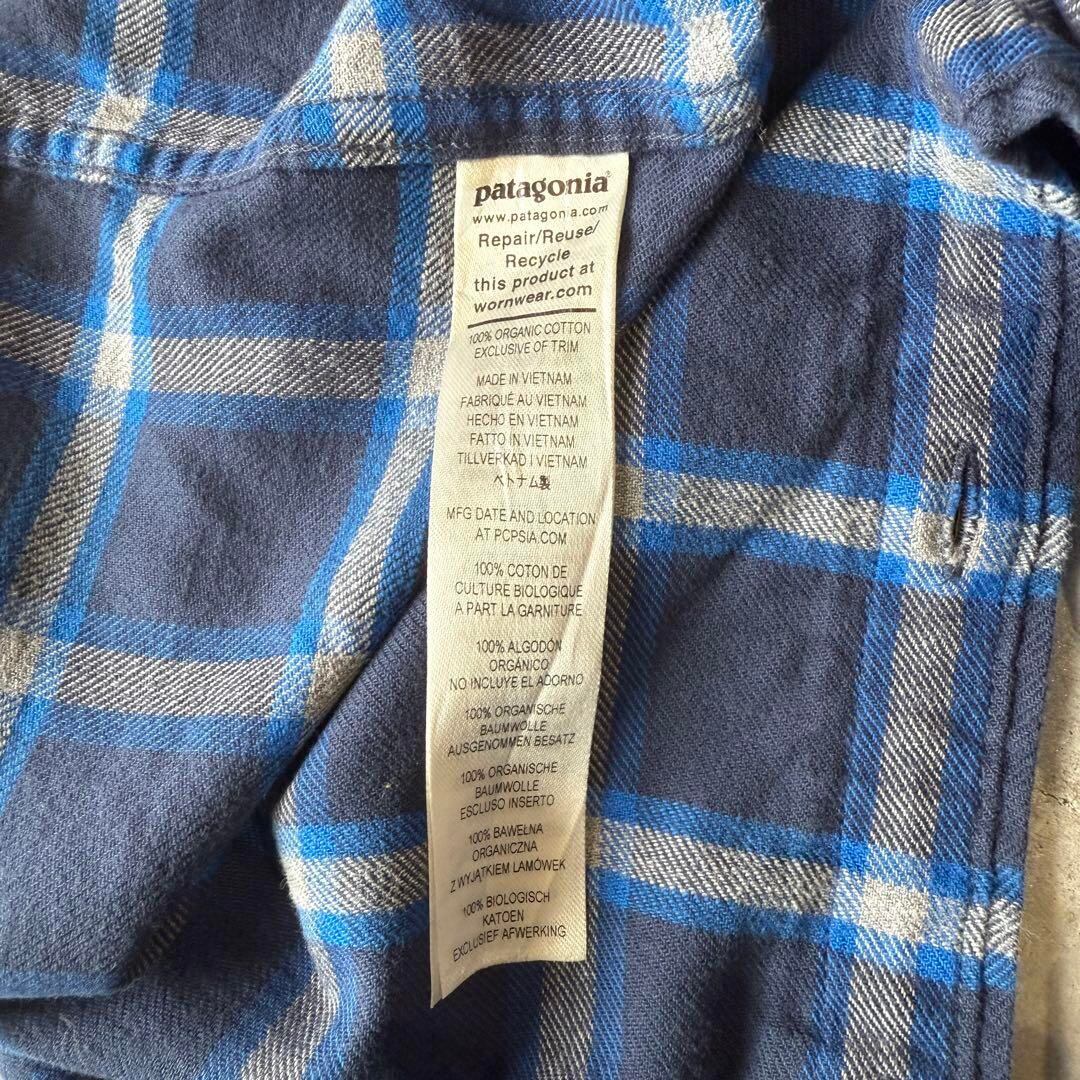 patagonia®
www.patagonia.com
Repair/Reuse/
Recycle
this product at
wornwear.com
100% ORGANIC COTTON
EXCLUSIVE OF TRIM
MADE IN VIETNAM
FABRIQUÉ AU VIETNAM
HECHO EN VIETNAM
FATTO IN VIETNAM
TILLVERKAD I VIETNAM
ベトナム製
MFG DATE AND LOCATION
AT PCPSIA.COM
100% COTON DE
CULTURE BIOLOGIQUE
A PART LA GARNITURE
100% ALGODÓN
ORGÁNICO
NO INCLUYE EL ADORNO
100% ORGANISCHE
BAUMWOLLE
AUSGENOMMEN BESATZ
100% ORGANISCHE
BAUMWOLLE
ESCLUSO INSERTO
100% BAWEŁNA
ORGANICZNA
Z WYJĄTKIEM LAMÓWEK
100% BIOLOGISCH
KATOEN
EXCLUSIEF AFWERKING